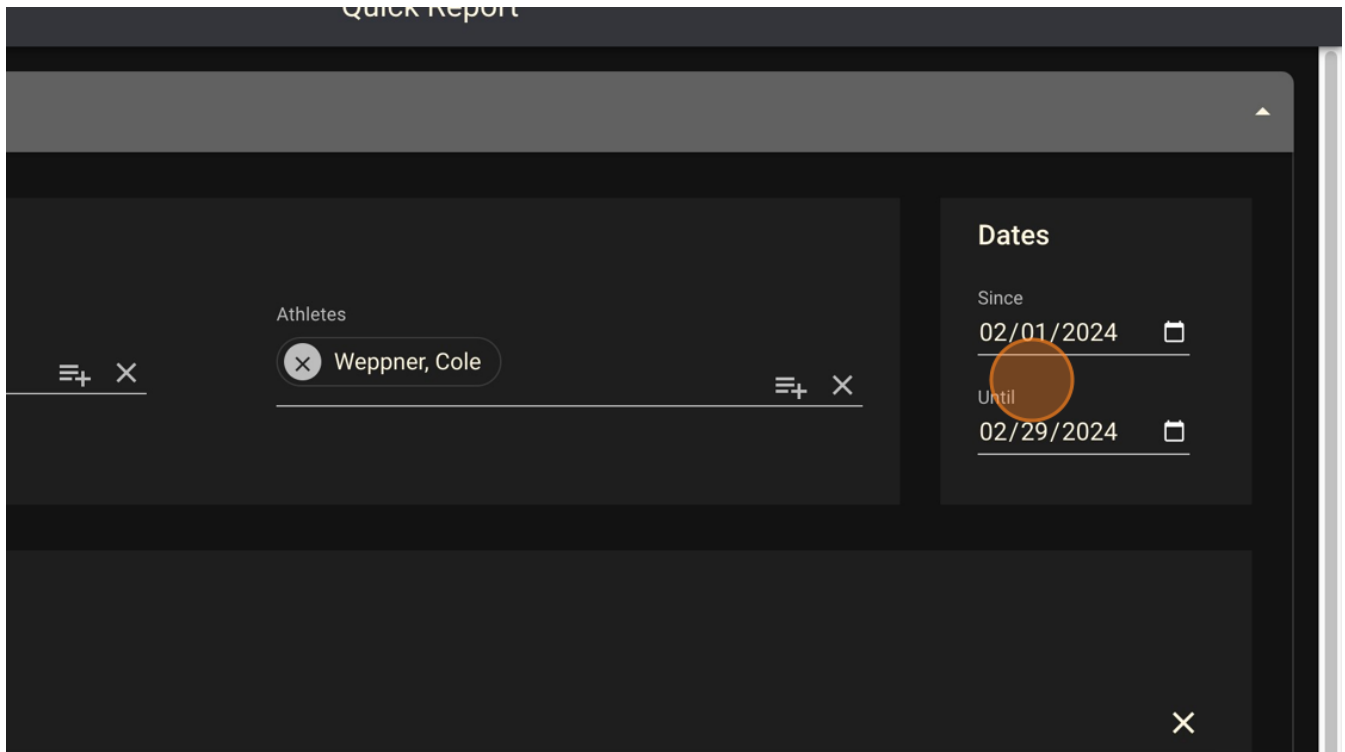 Quick Report
Dates
Since
02/01/2024
Athletes
Weppner, Cole
Until
02/29/2024